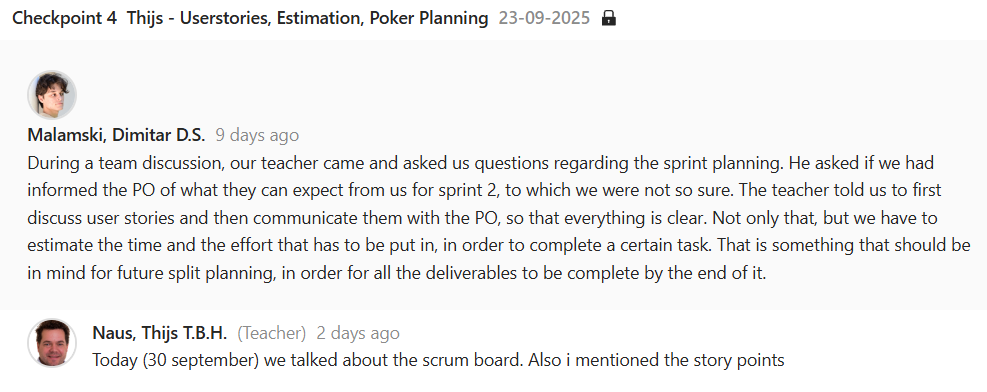 Checkpoint 4 Thijs - Userstories, Estimation, Poker Planning 23-09-2025
Malamski, Dimitar D.S. 9 days ago
During a team discussion, our teacher came and asked us questions regarding the sprint planning. He asked if we had
informed the PO of what they can expect from us for sprint 2, to which we were not so sure. The teacher told us to first
discuss user stories and then communicate them with the PO, so that everything is clear. Not only that, but we have to
estimate the time and the effort that has to be put in, in order to complete a certain task. That is something that should be
in mind for future split planning, in order for all the deliverables to be complete by the end of it.
Naus, Thijs T.B.H. (Teacher) 2 days ago
Today (30 september) we talked about the scrum board. Also i mentioned the story points